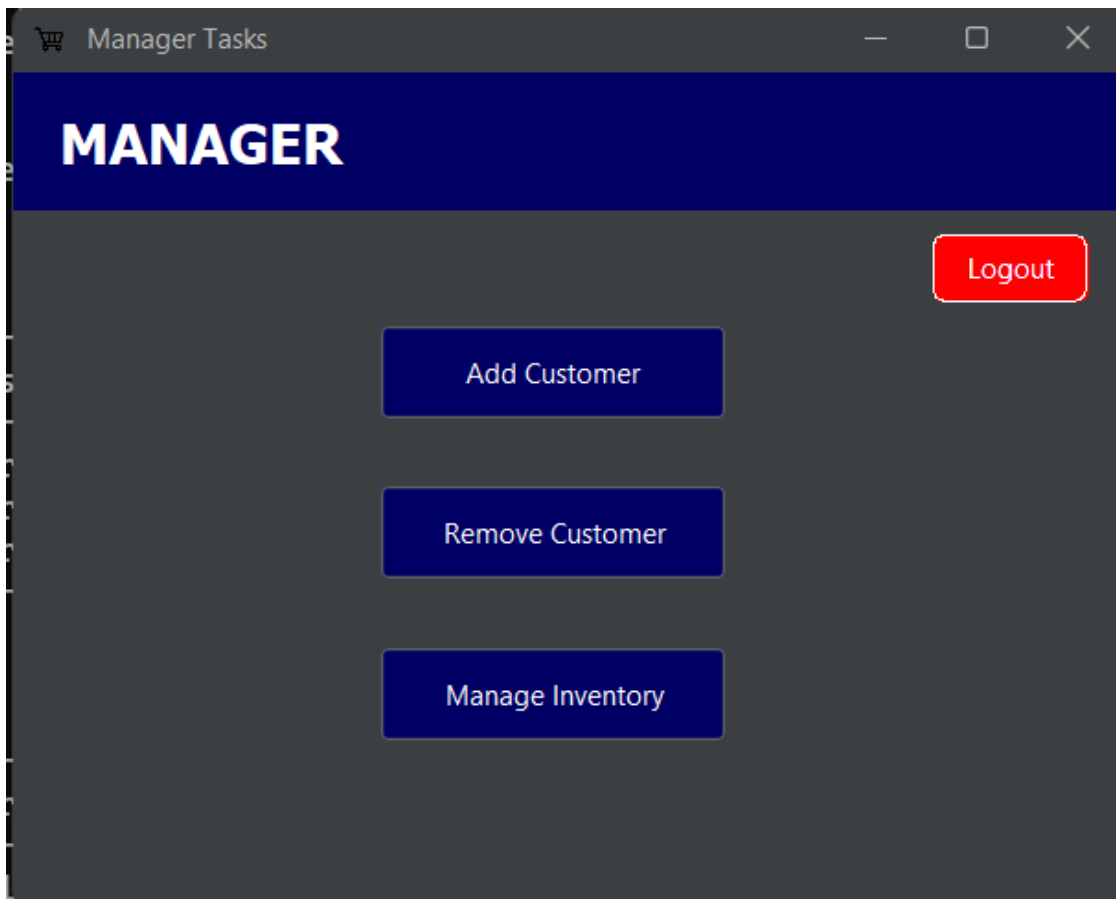 Manager Tasks
MANAGER
Logout
Add Customer
Remove Customer
Manage Inventory